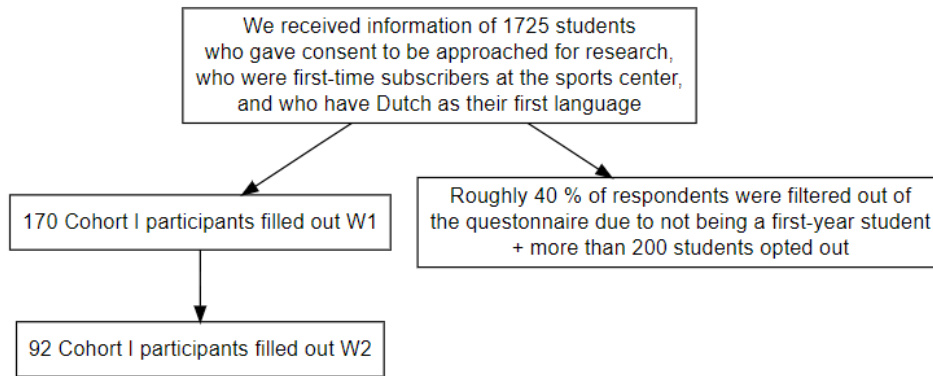 We received information of 1725 students
who gave consent to be approached for research,
who were first-time subscribers at the sports center,
and who have Dutch as their first language
170 Cohort I participants filled out W1
Roughly 40 % of respondents were filtered out of
the questonnaire due to not being a first-year student
+ more than 200 students opted out
92 Cohort I participants filled out W2